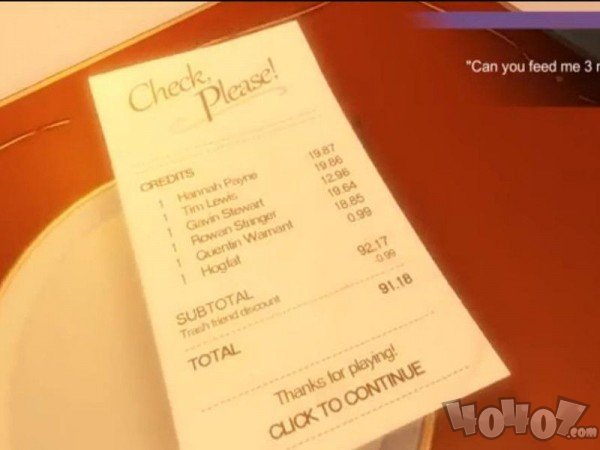 "Can you feed me 3 r
Check,
Please!
CREDITS
1 Hannah Payne 19.87
1 Tim Lewis 19.86
1 Gavin Stewart 12.96
1 Rowan Stringer 19.64
1 Quentin Warnant 18.85
1 Hogfat 0.99
SUBTOTAL 92.17
Trash friend discount -0.99
TOTAL 91.18
Thanks for playing!
CLICK TO CONTINUE
40407.com